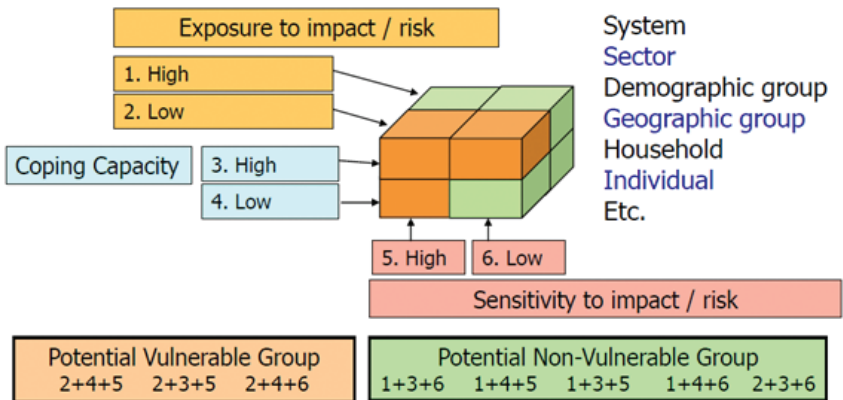 Exposure to impact / risk
1. High
2. Low
Coping Capacity
3. High
4. Low
5. High
6. Low
Sensitivity to impact / risk
System
Sector
Demographic group
Geographic group
Household
Individual
Etc.
Potential Vulnerable Group
2+4+5 2+3+5 2+4+6
Potential Non-Vulnerable Group
1+3+6 1+4+5 1+3+5 1+4+6 2+3+6